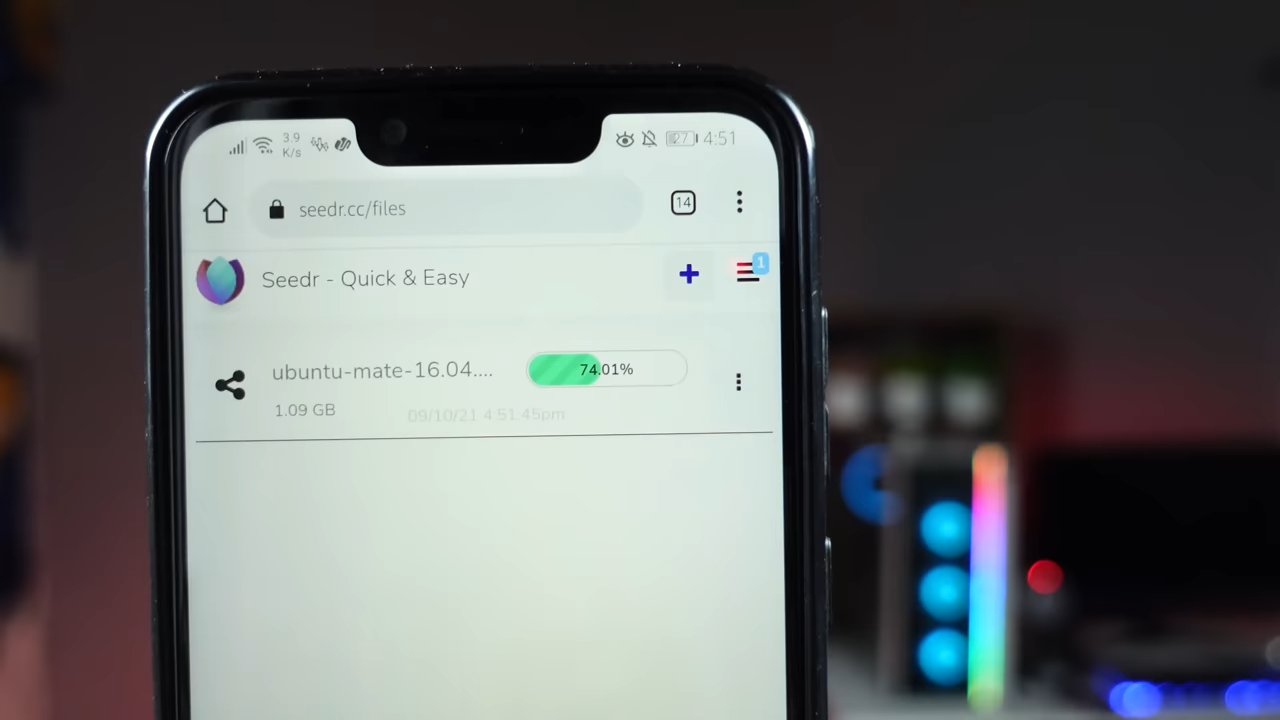 3.9
K/s
27
4:51
seedr.cc/files
14
Seedr - Quick & Easy
1
ubuntu-mate-16.04....
74.01%
1.09 GB
09/10/21 4:51:45pm